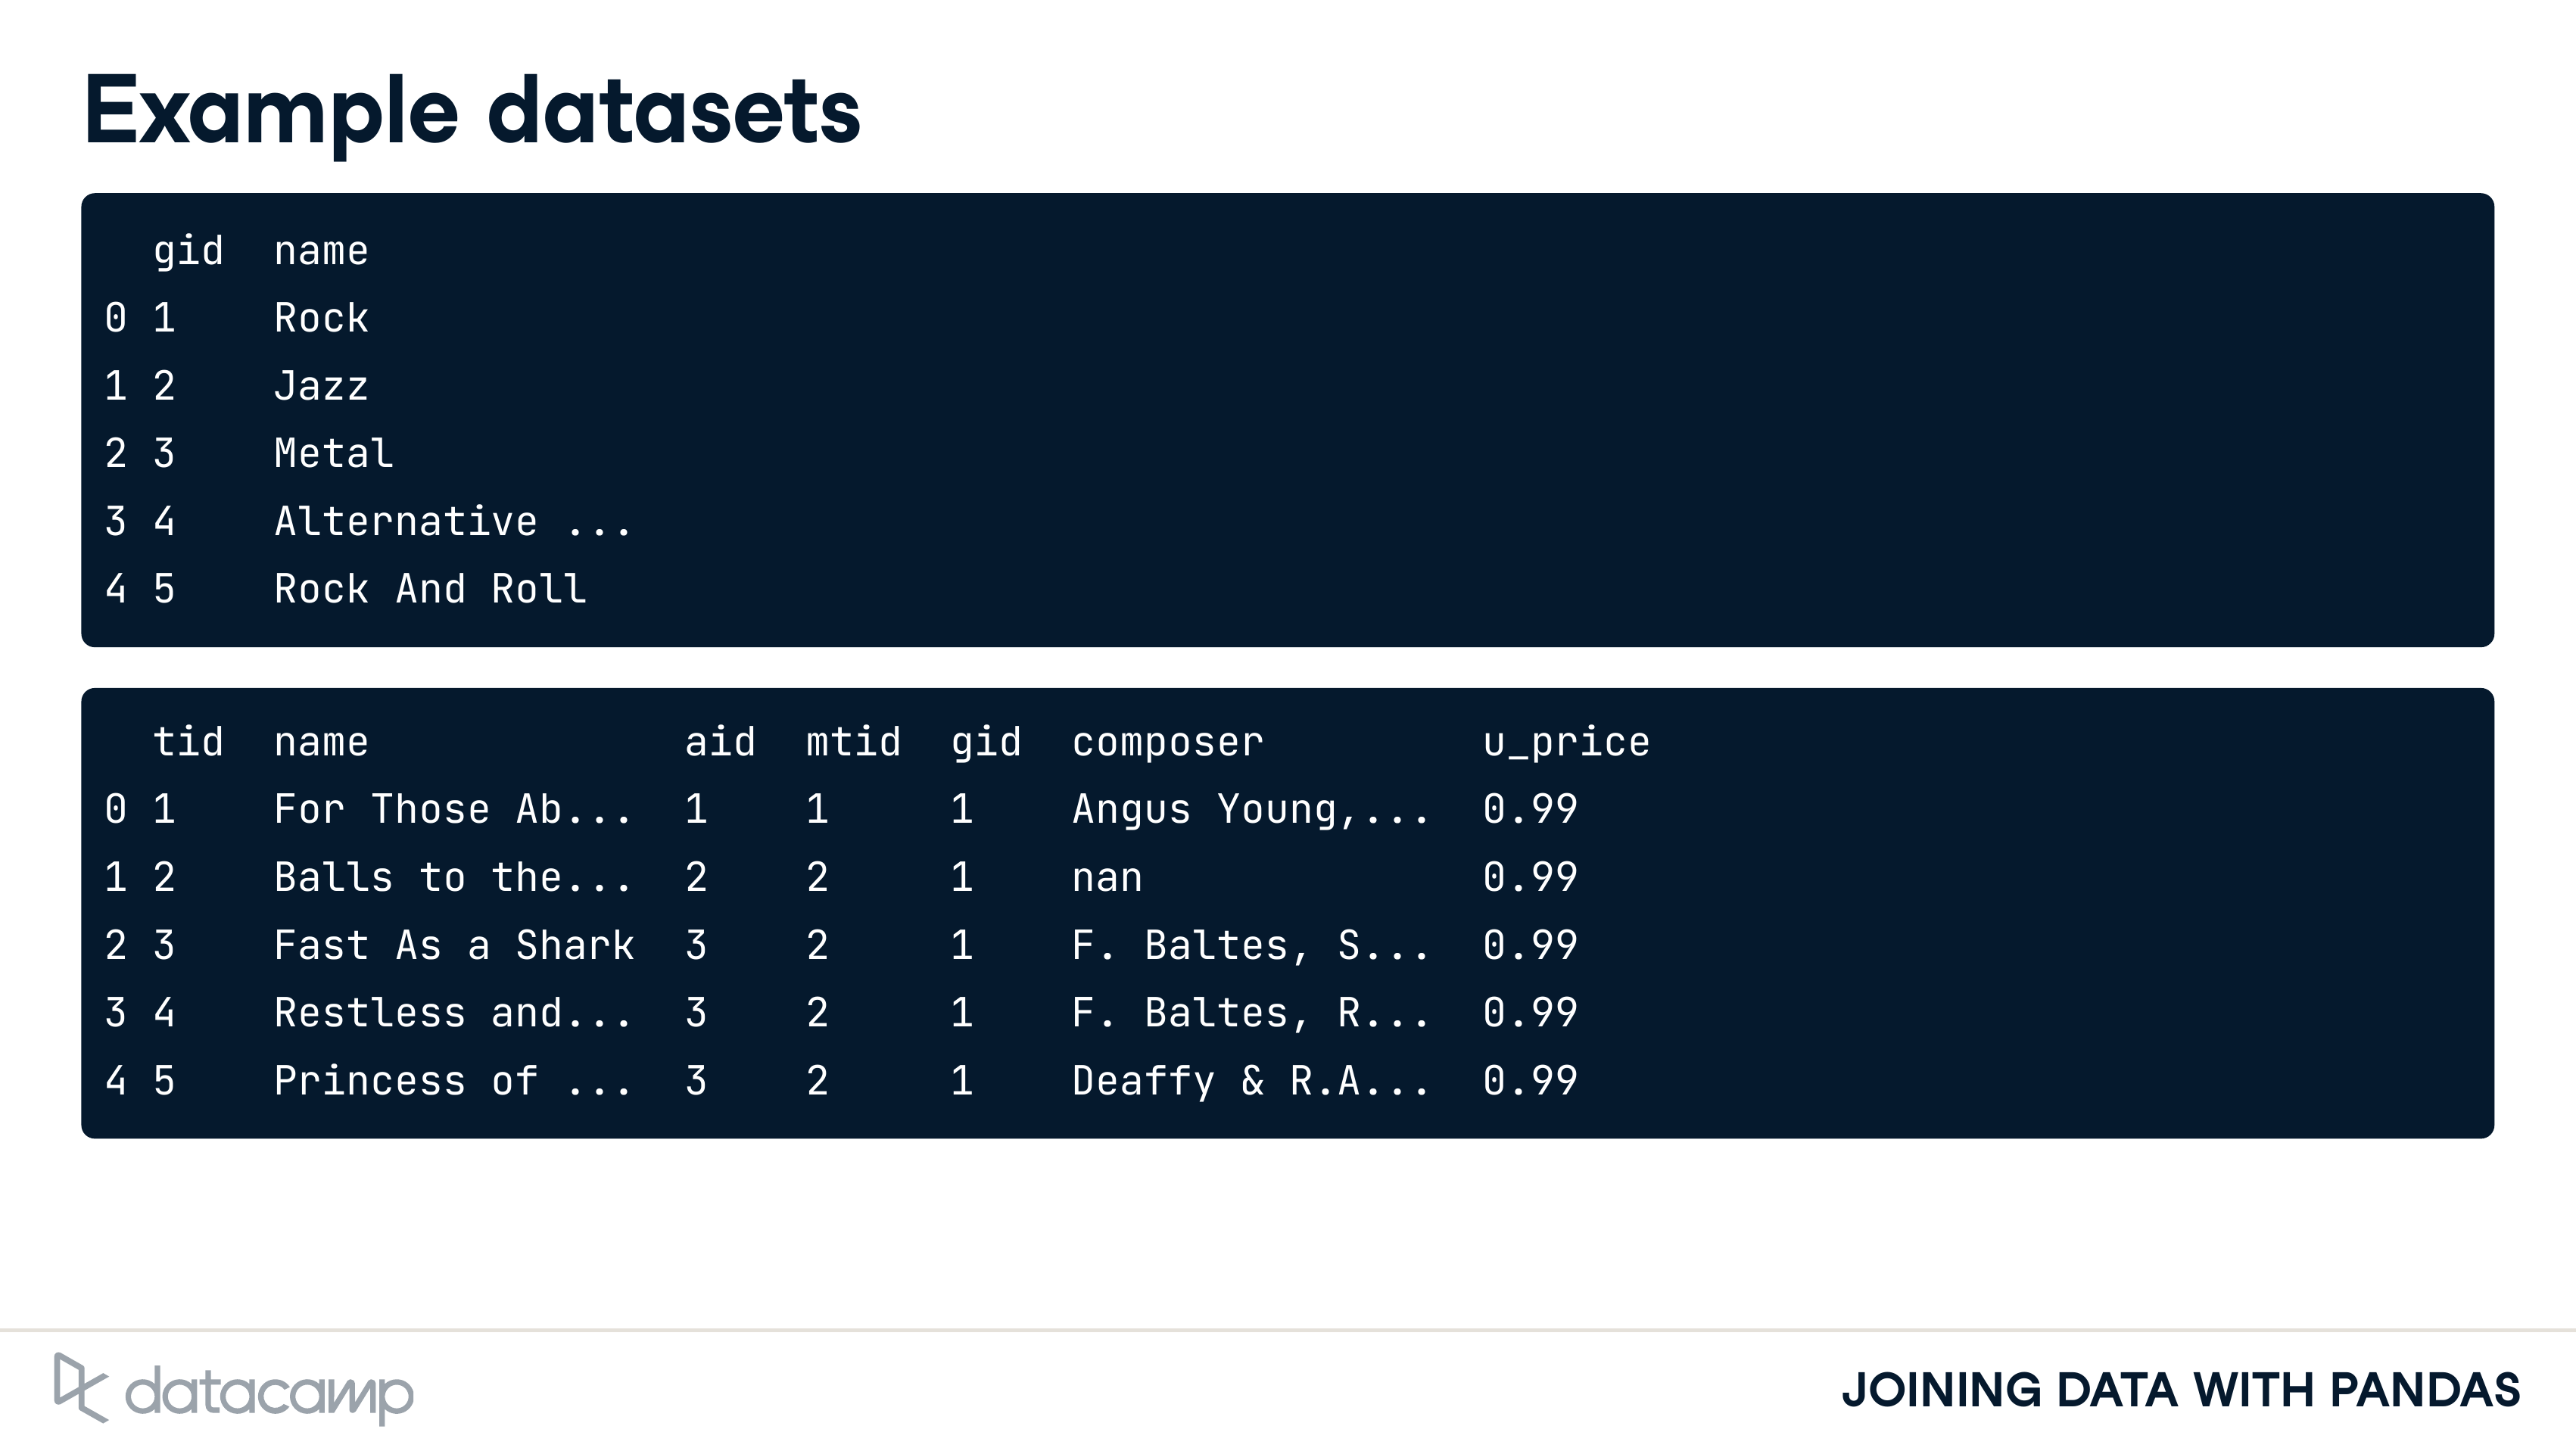 Example datasets
  gid  name
0 1    Rock
1 2    Jazz
2 3    Metal
3 4    Alternative ...
4 5    Rock And Roll
  tid  name             aid  mtid  gid  composer         u_price
0 1    For Those Ab...  1    1     1    Angus Young,...  0.99
1 2    Balls to the...  2    2     1    nan              0.99
2 3    Fast As a Shark  3    2     1    F. Baltes, S...  0.99
3 4    Restless and...  3    2     1    F. Baltes, R...  0.99
4 5    Princess of ...  3    2     1    Deaffy & R.A...  0.99
datacamp
JOINING DATA WITH PANDAS